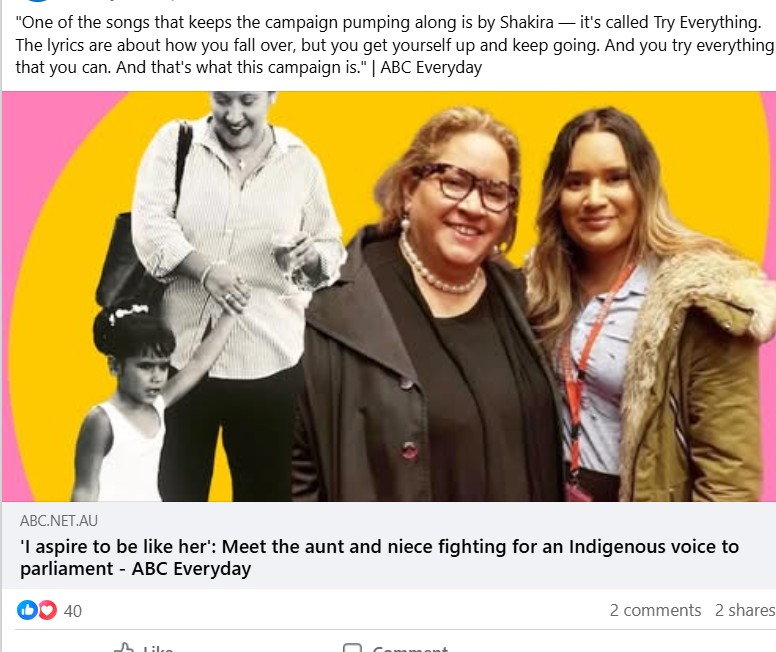 "One of the songs that keeps the campaign pumping along is by Shakira — it's called Try Everything.
The lyrics are about how you fall over, but you get yourself up and keep going. And you try everything
that you can. And that's what this campaign is." | ABC Everyday
ABC.NET.AU
'I aspire to be like her': Meet the aunt and niece fighting for an Indigenous voice to
parliament - ABC Everyday
40
2 comments 2 shares
Like Comment